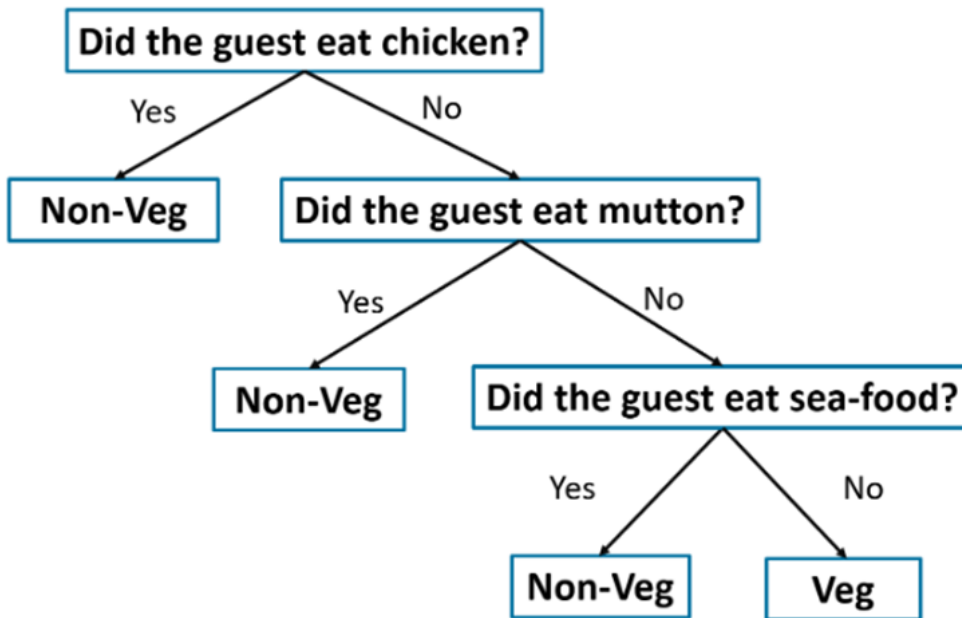 Did the guest eat chicken?
Yes
No
Non-Veg
Did the guest eat mutton?
Yes
No
Non-Veg
Did the guest eat sea-food?
Yes
No
Non-Veg
Veg